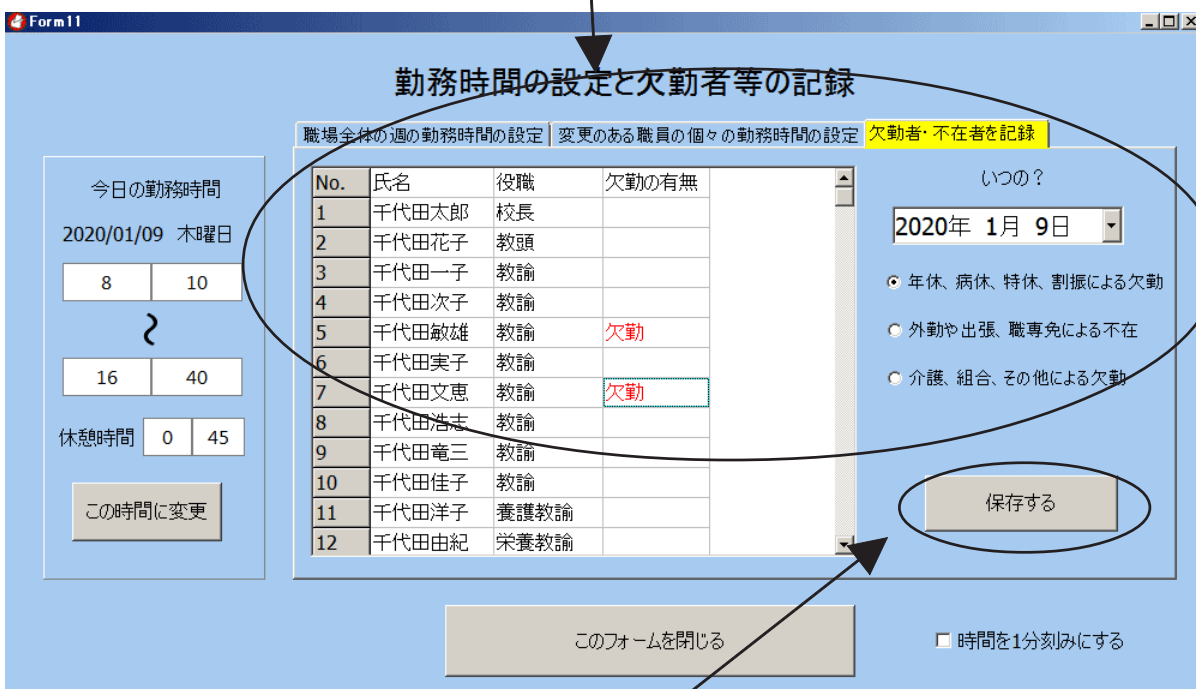 Form11
勤務時間の設定と欠勤者等の記録
職場全体の週の勤務時間の設定 変更のある職員の個々の勤務時間の設定 欠勤者・不在者を記録
今日の勤務時間
2020/01/09 木曜日
8 10
～
16 40
休憩時間 0 45
この時間に変更
No. 氏名 役職 欠勤の有無
1 千代田太郎 校長
2 千代田花子 教頭
3 千代田一子 教諭
4 千代田次子 教諭
5 千代田敏雄 教諭 欠勤
6 千代田実子 教諭
7 千代田文恵 教諭 欠勤
8 千代田浩志 教諭
9 千代田竜三 教諭
10 千代田佳子 教諭
11 千代田洋子 養護教諭
12 千代田由紀 栄養教諭
いつの？
2020年 1月 9日
年休、病休、特休、割振による欠勤
外勤や出張、職専免による不在
介護、組合、その他による欠勤
保存する
このフォームを閉じる
時間を1分刻みにする